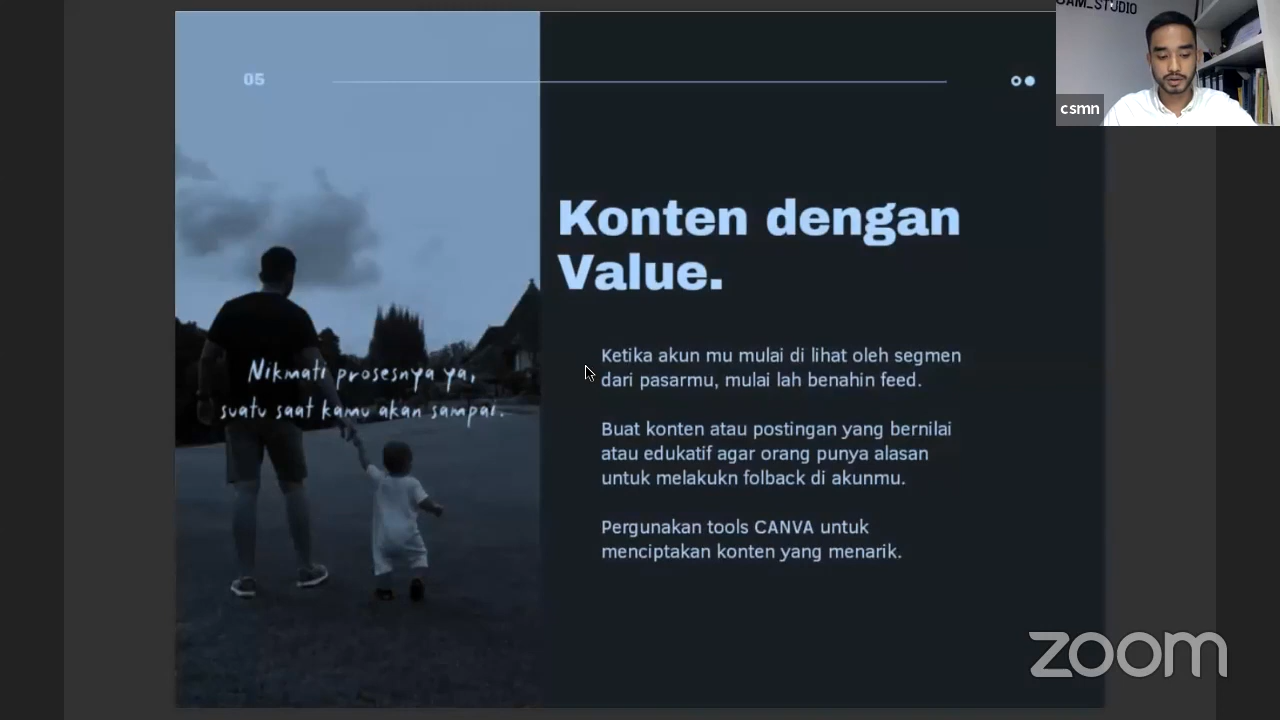 05
Konten dengan
Value.
Ketika akun mu mulai di lihat oleh segmen
dari pasarmu, mulai lah benahin feed.
Buat konten atau postingan yang bernilai
atau edukatif agar orang punya alasan
untuk melakukn folback di akunmu.
Pergunakan tools CANVA untuk
menciptakan konten yang menarik.
Nikmati prosesnya ya,
suatu saat kamu akan sampai.
csmn
zoom